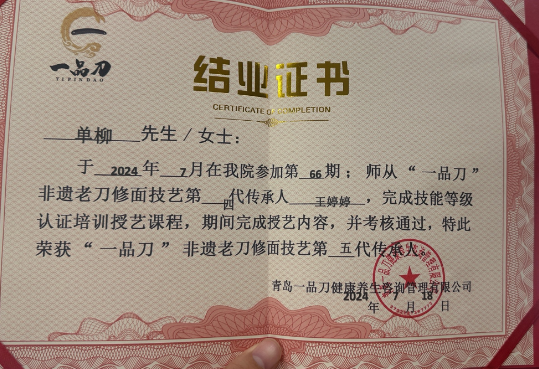 一品刀
YIPINDAO
结业证书
CERTIFICATE OF COMPLETION
单柳 先生/女士：
于 2024 年 7 月在我院参加第 66 期；师从“一品刀”
非遗老刀修面技艺第 四 代传承人 王婷婷，完成技能等级
认证培训授艺课程，期间完成授艺内容，并考核通过，特此
荣获“一品刀”非遗老刀修面技艺第 五 代传承人。
青岛一品刀健康养生咨询管理有限公司
2024 年 7 月 18 日